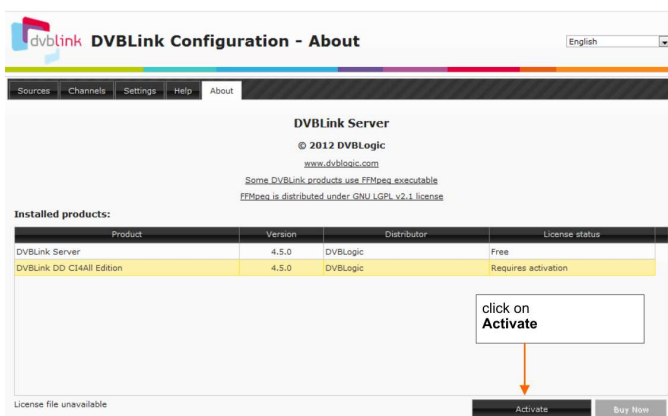 dvblink DVBLink Configuration - About
English
Sources Channels Settings Help About
DVBLink Server
© 2012 DVBLogic
www.dvblogic.com
Some DVBLink products use FFMpeg executable
FFMpeg is distributed under GNU LGPL v2.1 license
Installed products:
Product Version Distributor License status
DVBLink Server 4.5.0 DVBLogic Free
DVBLink DD CI4All Edition 4.5.0 DVBLogic Requires activation
click on
Activate
License file unavailable
Activate Buy Now